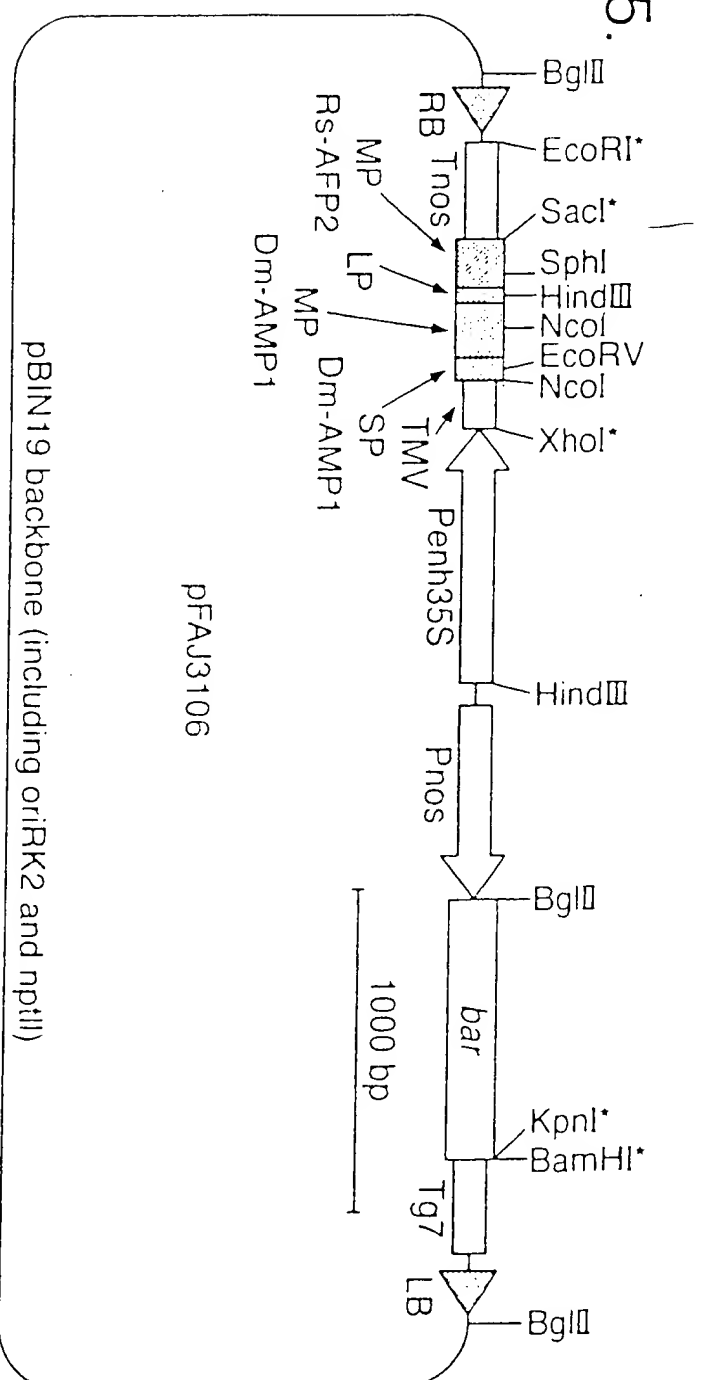 5.
BglⅡ
EcoRI*
SacI*
SphI
HindⅢ
NcoI
EcoRV
NcoI
XhoI*
HindⅢ
BglⅡ
KpnI*
BamHI*
BglⅡ
RB
Tnos
MP
Rs-AFP2
LP
MP
Dm-AMP1
SP
Dm-AMP1
TMV
Penh35S
Pnos
bar
Tg7
LB
1000 bp
pFAJ3106
pBIN19 backbone (including oriRK2 and nptII)